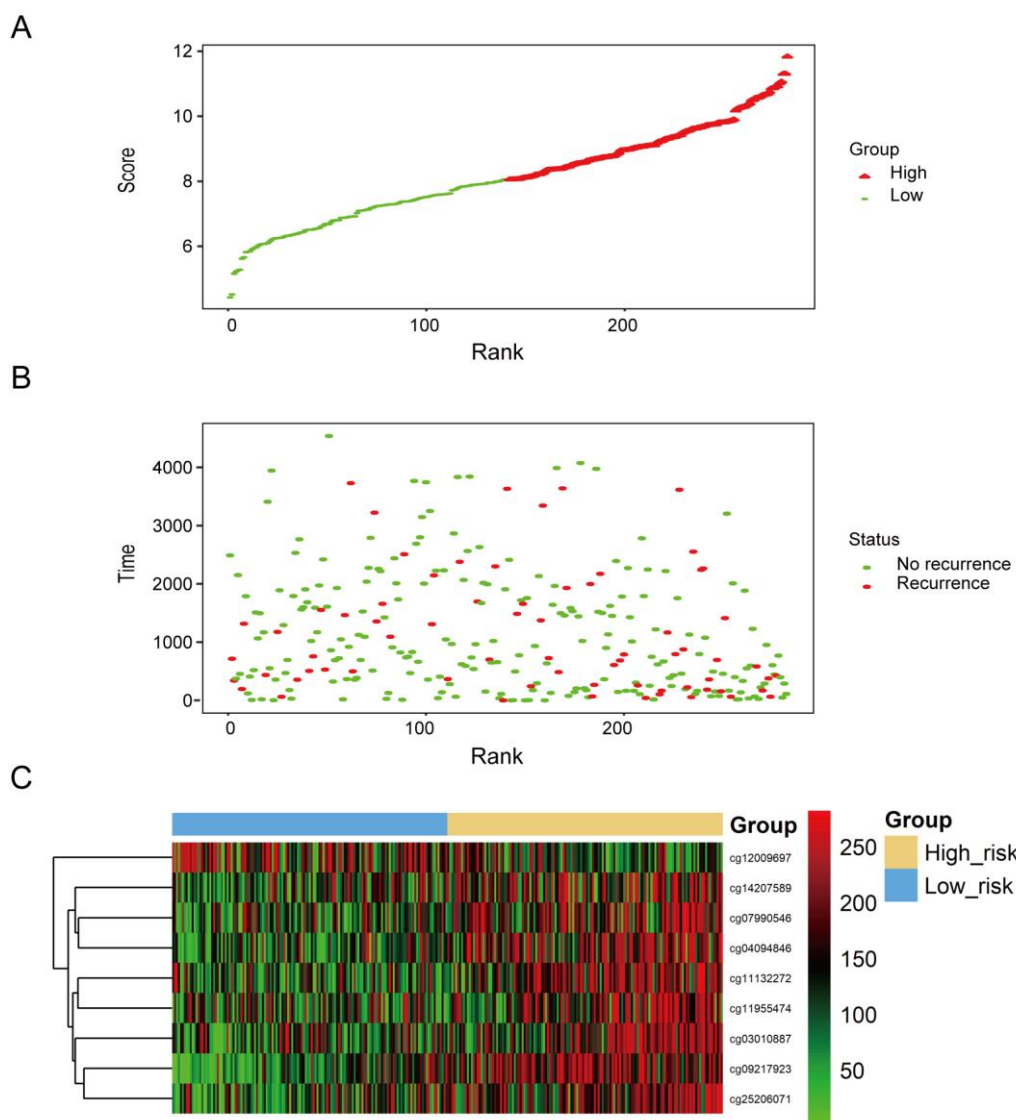 A
12
10
8
6
Score
0
100
200
Rank
Group
High
Low
B
4000
3000
2000
1000
0
Time
0
100
200
Rank
Status
No recurrence
Recurrence
C
Group
cg12009697
cg14207589
cg07990546
cg04094846
cg11132272
cg11955474
cg03010887
cg09217923
cg25206071
250
200
150
100
50
Group
High_risk
Low_risk